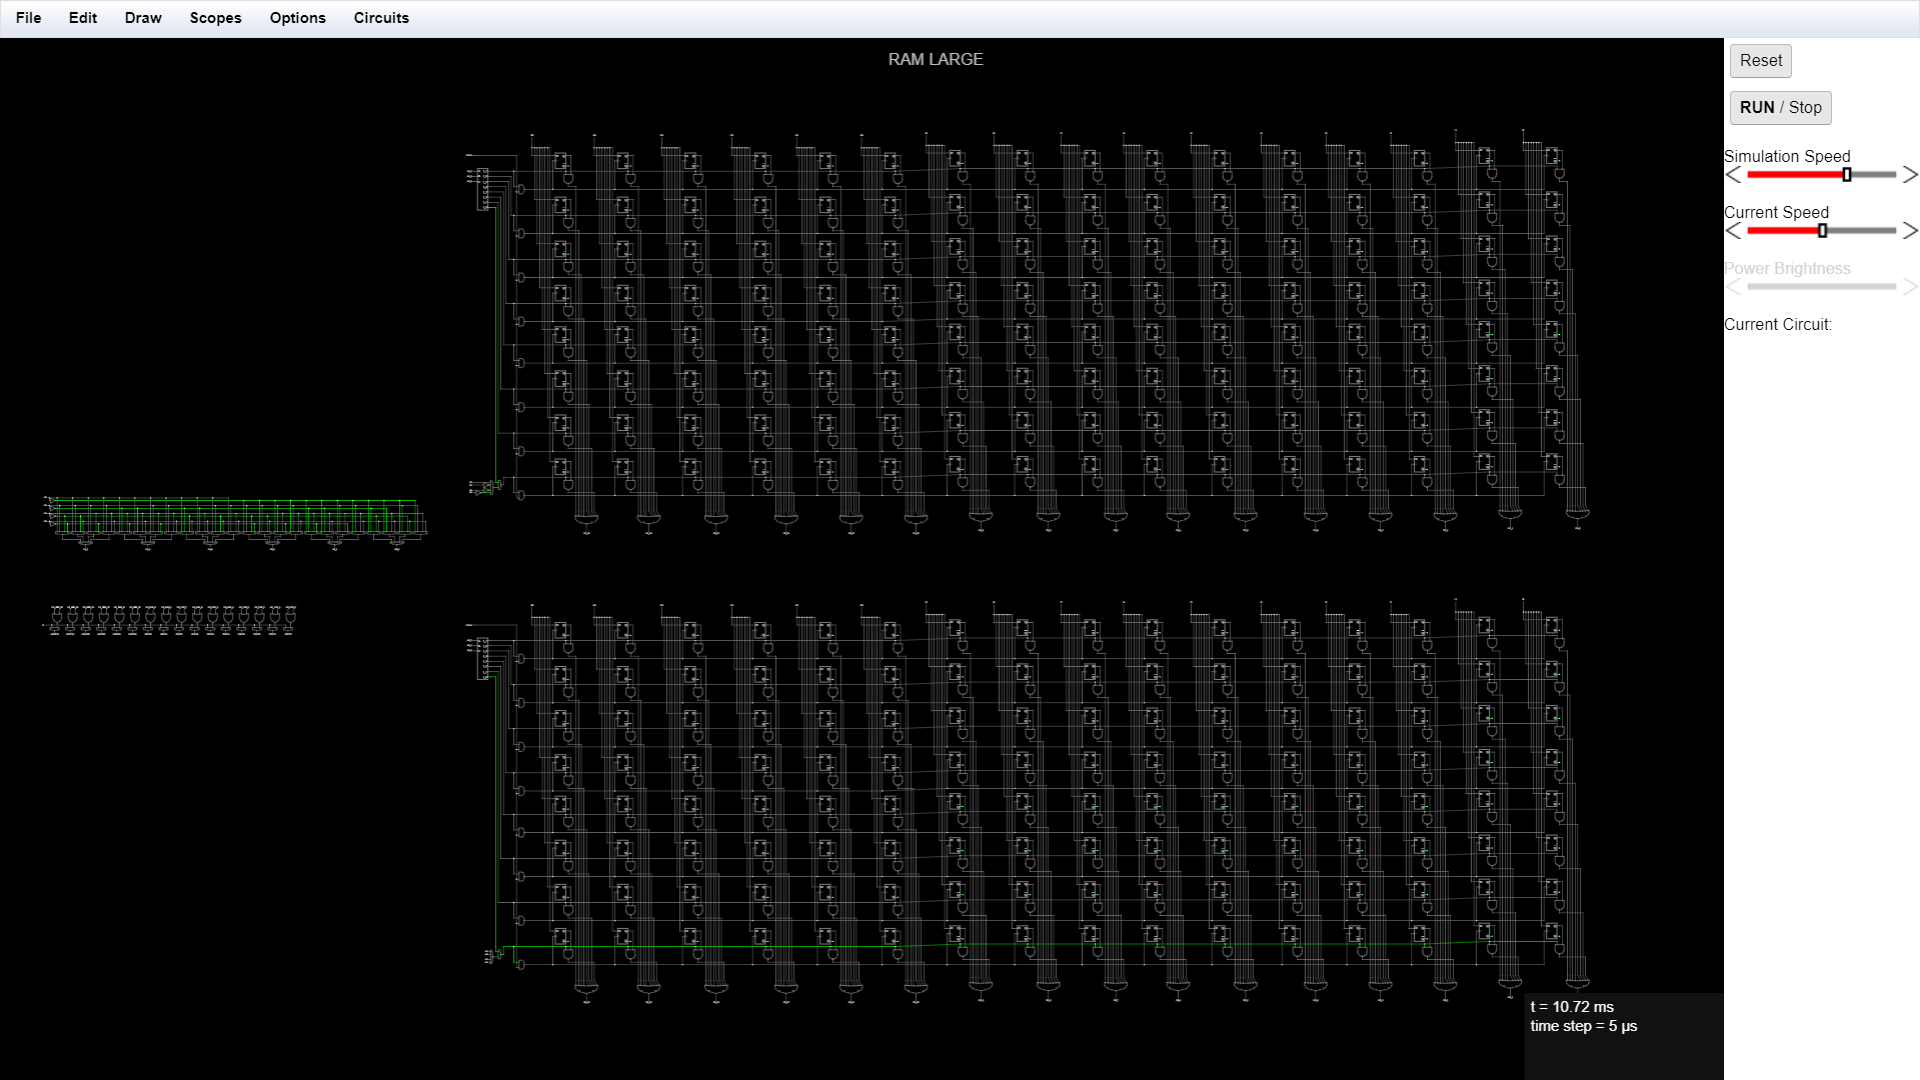 File Edit Draw Scopes Options Circuits
RAM LARGE
Reset
RUN / Stop
Simulation Speed
Current Speed
Power Brightness
Current Circuit:
t = 10.72 ms
time step = 5 µs